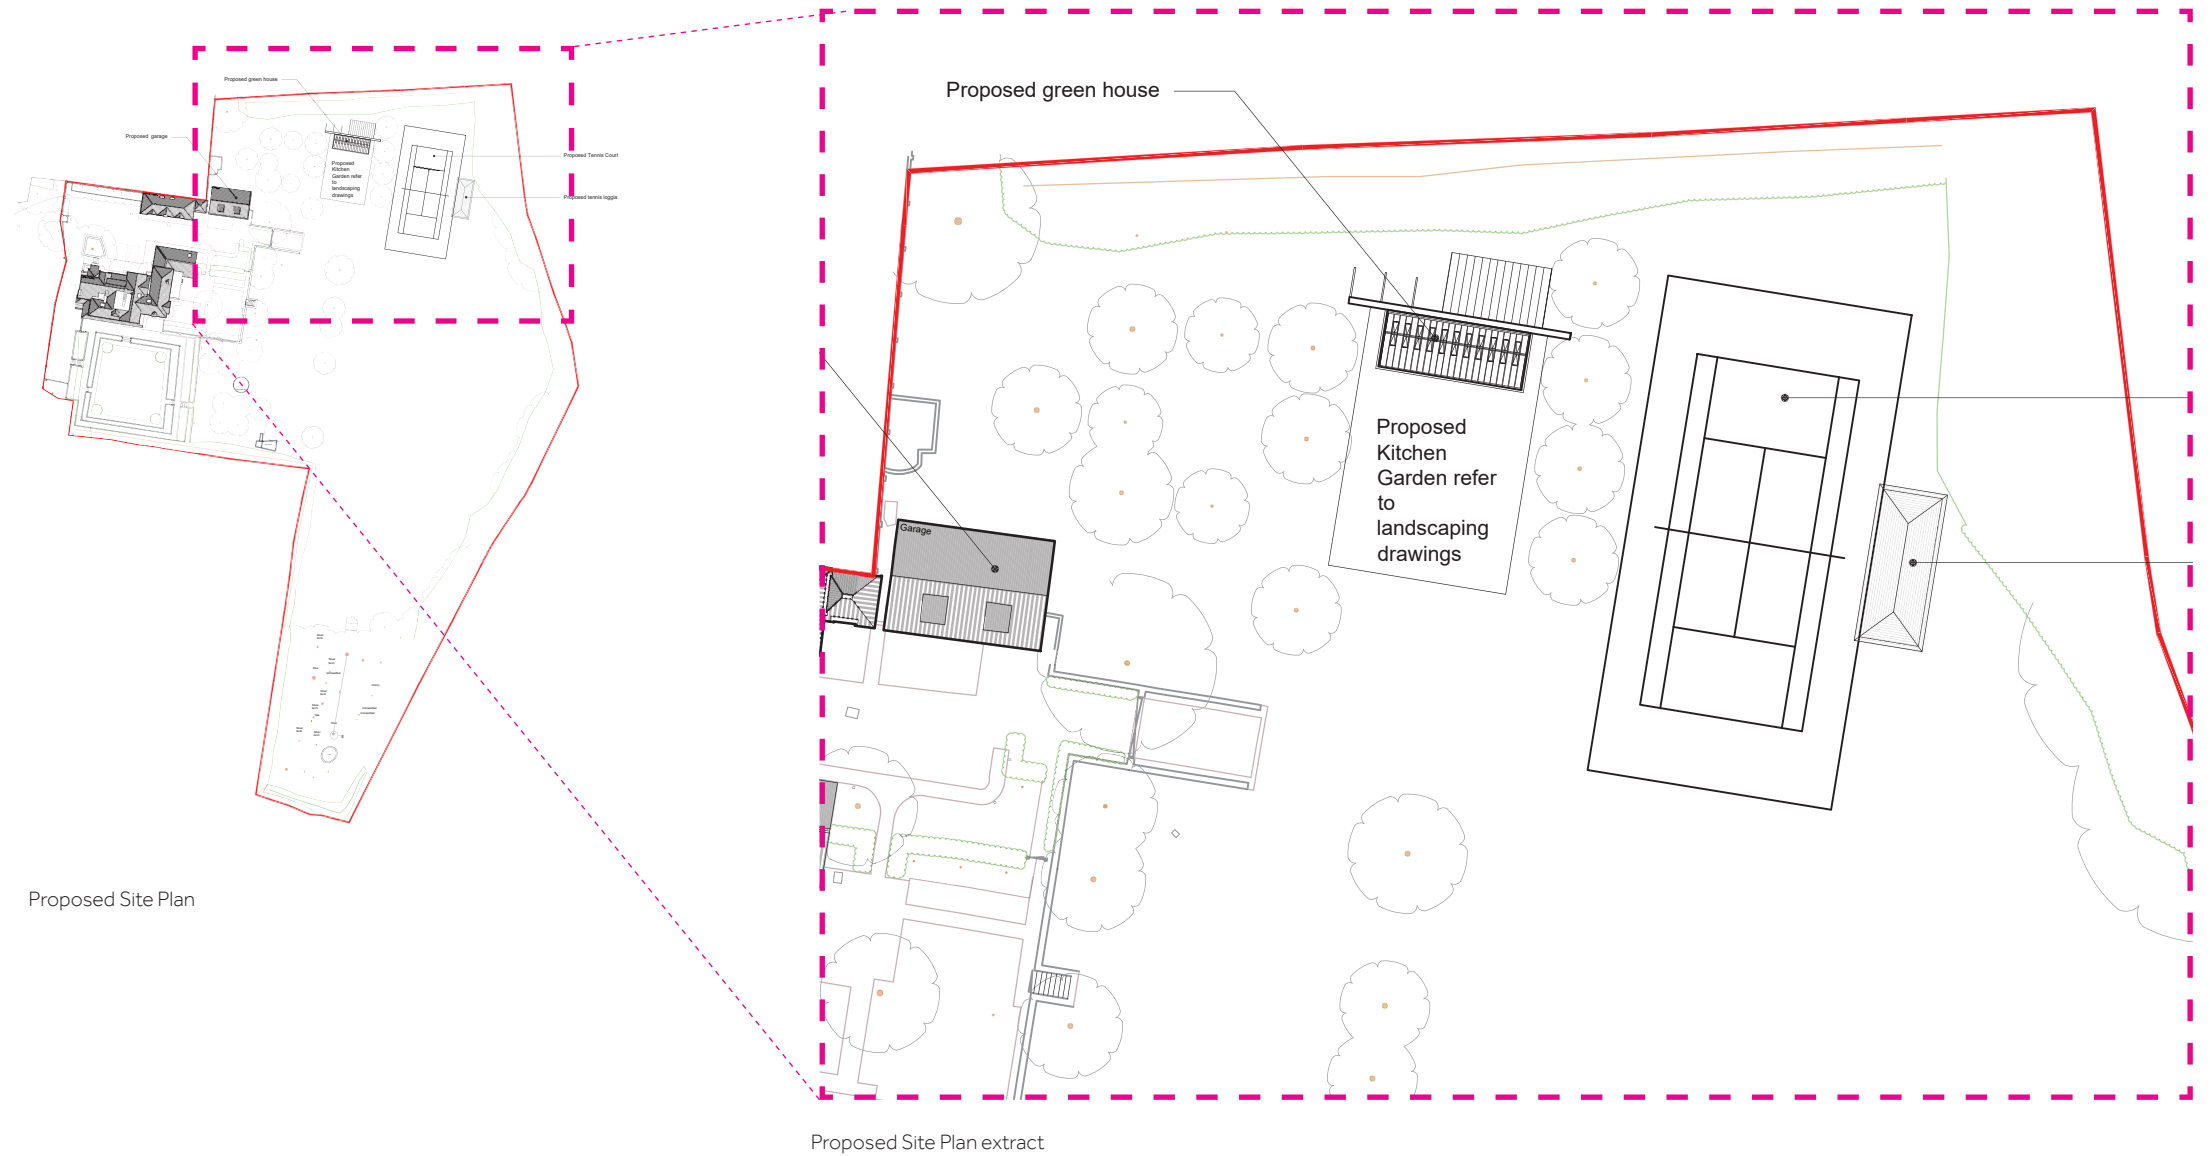 Proposed green house
Proposed garage
Proposed
Kitchen
Garden refer
to
landscaping
drawings
Proposed Tennis Court
Proposed tennis loggia
Proposed Site Plan
Proposed green house
Garage
Proposed
Kitchen
Garden refer
to
landscaping
drawings
Proposed Site Plan extract